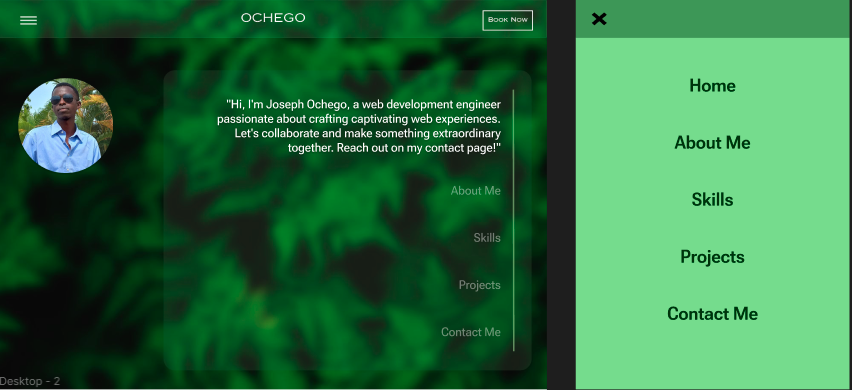 OCHEGO
Book Now
"Hi, I'm Joseph Ochego, a web development engineer
passionate about crafting captivating web experiences.
Let's collaborate and make something extraordinary
together. Reach out on my contact page!"
About Me
Skills
Projects
Contact Me
Desktop - 2
Home
About Me
Skills
Projects
Contact Me